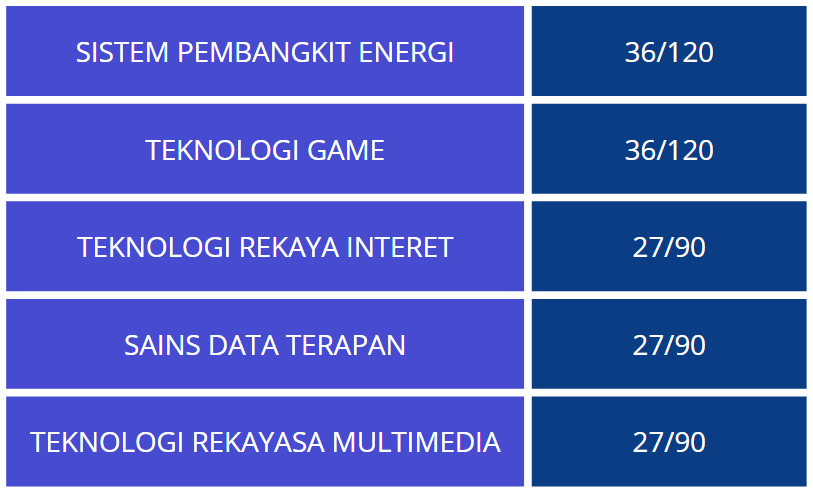 SISTEM PEMBANGKIT ENERGI 36/120
TEKNOLOGI GAME 36/120
TEKNOLOGI REKAYA INTERET 27/90
SAINS DATA TERAPAN 27/90
TEKNOLOGI REKAYASA MULTIMEDIA 27/90